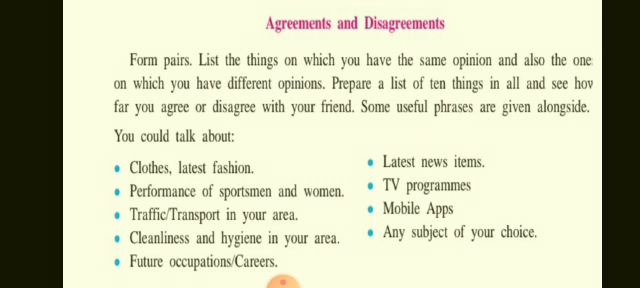 Agreements and Disagreements
Form pairs. List the things on which you have the same opinion and also the one
on which you have different opinions. Prepare a list of ten things in all and see hov
far you agree or disagree with your friend. Some useful phrases are given alongside.
You could talk about:
• Clothes, latest fashion.
• Performance of sportsmen and women.
• Traffic/Transport in your area.
• Cleanliness and hygiene in your area.
• Future occupations/Careers.
• Latest news items.
• TV programmes
• Mobile Apps
• Any subject of your choice.